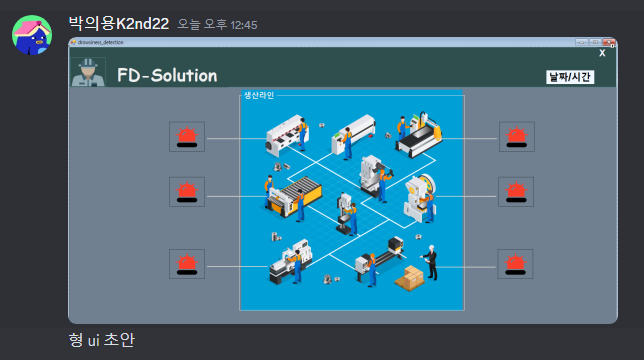 박의용K2nd22 오늘 오후 12:45
drowsiness_detection
X
FD-Solution
날짜/시간
생산라인
형 ui 초안